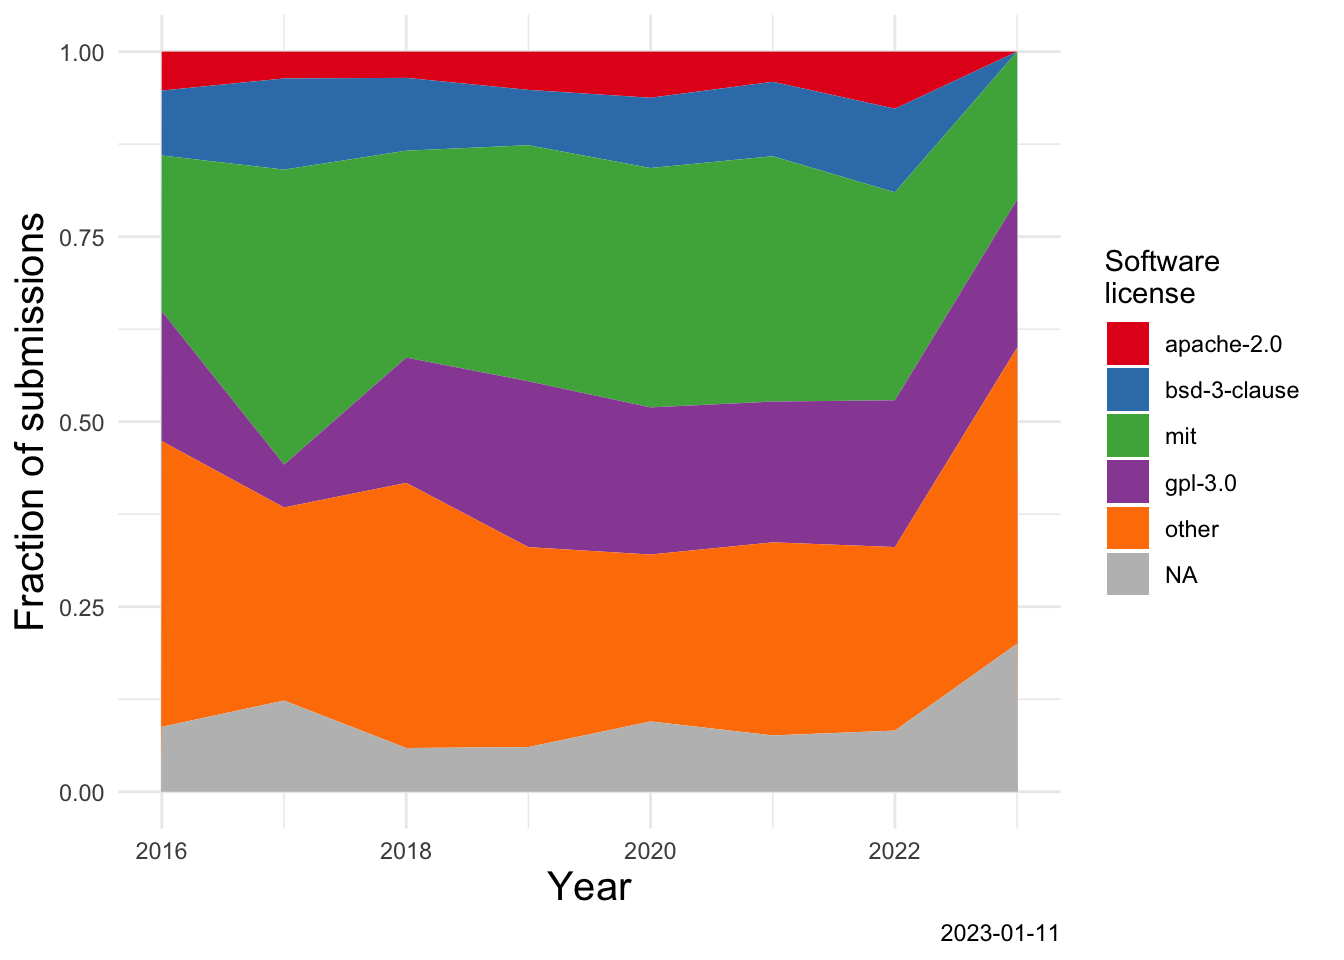 Fraction of submissions
1.00
0.75
0.50
0.25
0.00
2016
2018
2020
2022
Year
2023-01-11
Software
license
apache-2.0
bsd-3-clause
mit
gpl-3.0
other
NA